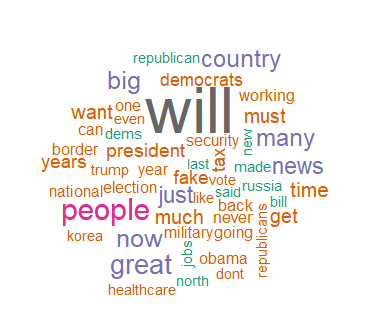 republican country
big democrats
want one will working
even must
can dems security new many
border president
years last tax made news
trump year fake vote
national election just like said russia time
people much back bill get
never republicans
korea now military going
great jobs obama
north dont
healthcare